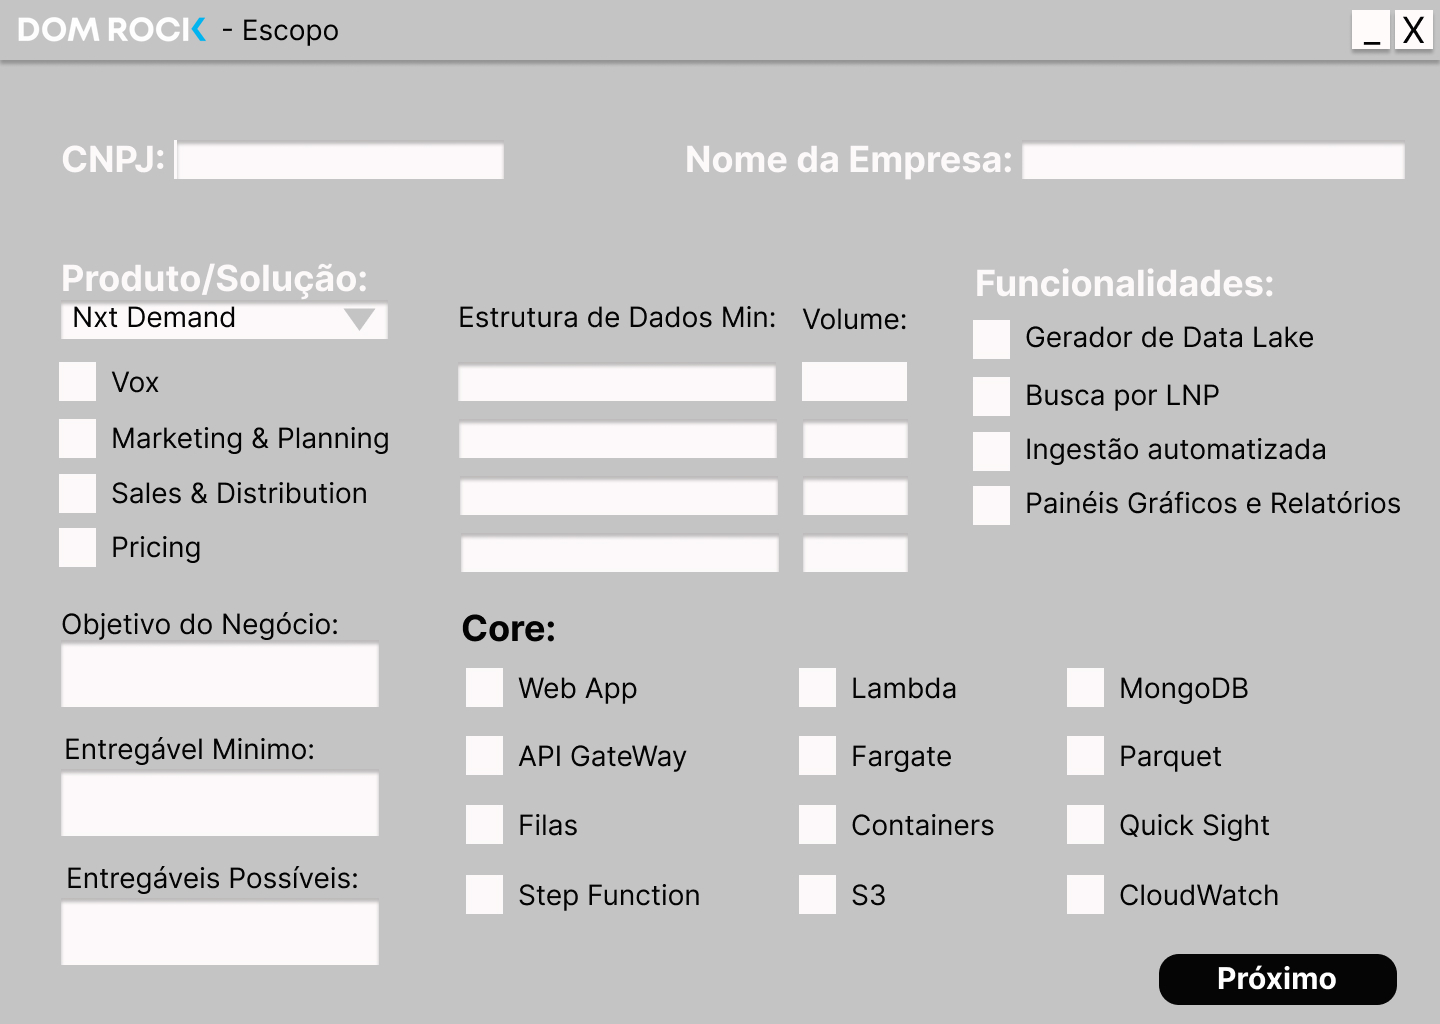 DOM ROCK - Escopo
_ X
CNPJ:
Nome da Empresa:
Produto/Solução:
Nxt Demand
Vox
Marketing & Planning
Sales & Distribution
Pricing
Estrutura de Dados Min:
Volume:
Funcionalidades:
Gerador de Data Lake
Busca por LNP
Ingestão automatizada
Painéis Gráficos e Relatórios
Objetivo do Negócio:
Entregável Minimo:
Entregáveis Possíveis:
Core:
Web App
API GateWay
Filas
Step Function
Lambda
Fargate
Containers
S3
MongoDB
Parquet
Quick Sight
CloudWatch
Próximo